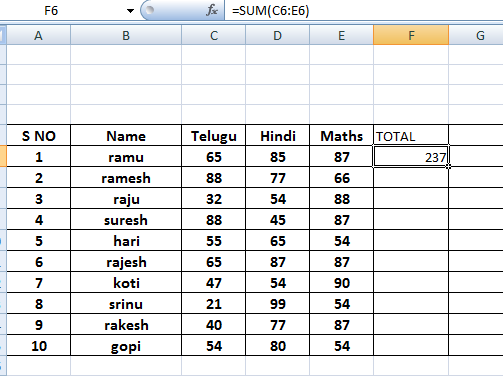 F6 fx =SUM(C6:E6)
A B C D E F G
S NO Name Telugu Hindi Maths TOTAL
1 ramu 65 85 87 237
2 ramesh 88 77 66
3 raju 32 54 88
4 suresh 88 45 87
5 hari 55 65 54
6 rajesh 65 87 87
7 koti 47 54 90
8 srinu 21 99 54
9 rakesh 40 77 87
10 gopi 54 80 54